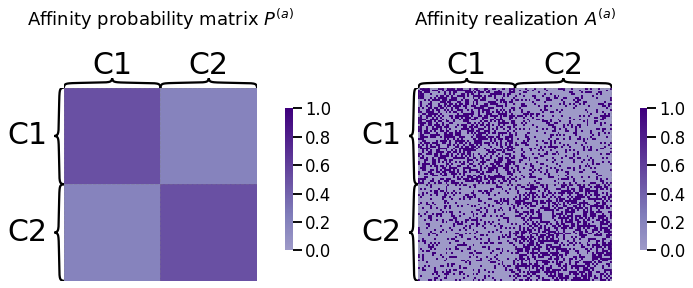 Affinity probability matrix P^(a)
C1 C2
C1
C2
1.0
0.8
0.6
0.4
0.2
0.0
Affinity realization A^(a)
C1 C2
C1
C2
1.0
0.8
0.6
0.4
0.2
0.0